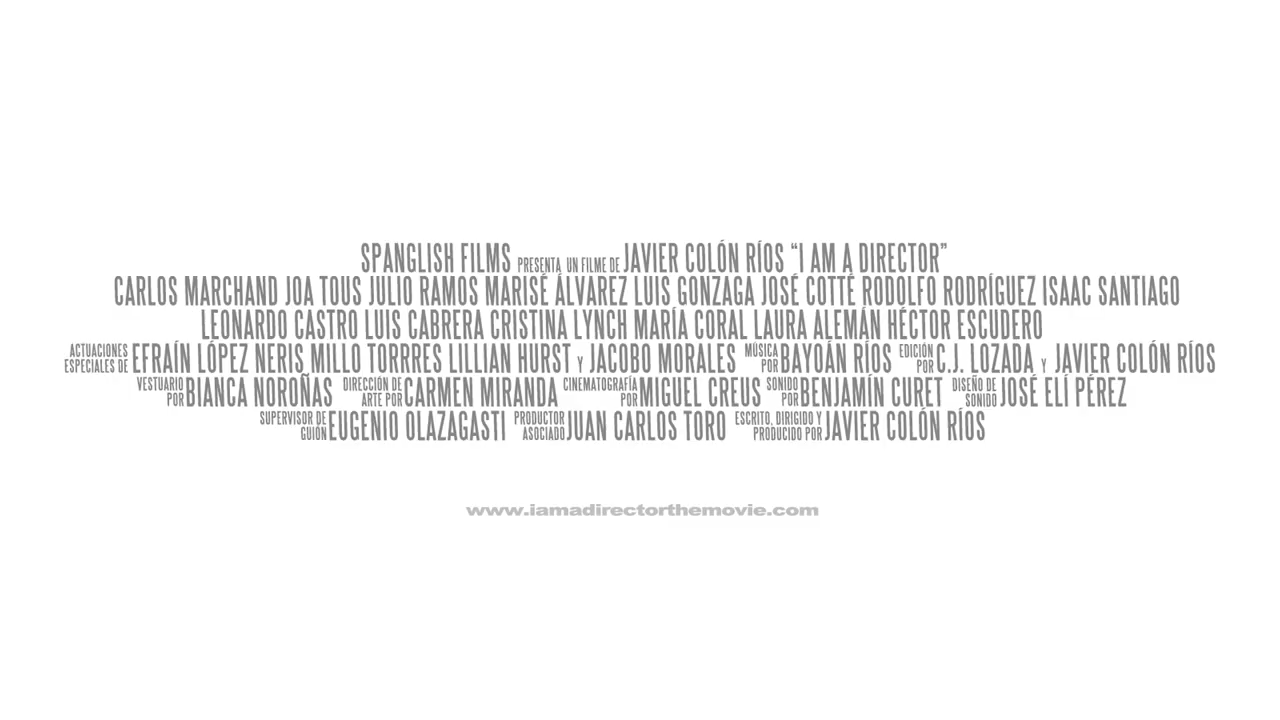 SPANGLISH FILMS PRESENTA UN FILME DE JAVIER COLÓN RÍOS “I AM A DIRECTOR”
CARLOS MARCHAND JOA TOUS JULIO RAMOS MARISÉ ÁLVAREZ LUIS GONZAGA JOSÉ COTTÉ RODOLFO RODRÍGUEZ ISAAC SANTIAGO
LEONARDO CASTRO LUIS CABRERA CRISTINA LYNCH MARÍA CORAL LAURA ALEMÁN HÉCTOR ESCUDERO
ACTUACIONES ESPECIALES DE EFRAÍN LÓPEZ NERIS MILLO TORRRES LILLIAN HURST Y JACOBO MORALES MÚSICA POR BAYOÁN RÍOS EDICIÓN POR C.J. LOZADA Y JAVIER COLÓN RÍOS
VESTUARIO POR BIANCA NOROÑAS DIRECCIÓN DE ARTE POR CARMEN MIRANDA CINEMATOGRAFÍA POR MIGUEL CREUS SONIDO POR BENJAMÍN CURET DISEÑO DE SONIDO JOSÉ ELÍ PÉREZ
SUPERVISOR DE GUIÓN EUGENIO OLAZAGASTI PRODUCTOR ASOCIADO JUAN CARLOS TORO ESCRITO, DIRIGIDO Y PRODUCIDO POR JAVIER COLÓN RÍOS
www.iamadirectorthemovie.com